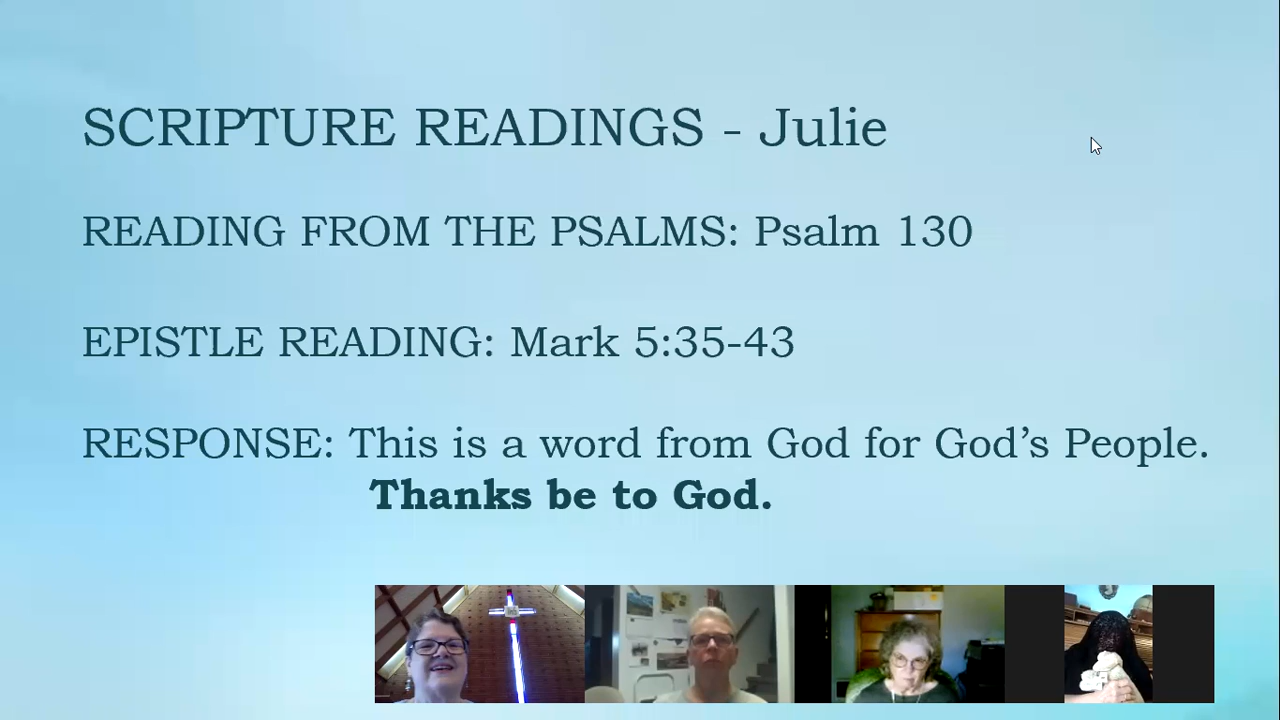 SCRIPTURE READINGS - Julie
READING FROM THE PSALMS: Psalm 130
EPISTLE READING: Mark 5:35-43
RESPONSE: This is a word from God for God’s People.
Thanks be to God.